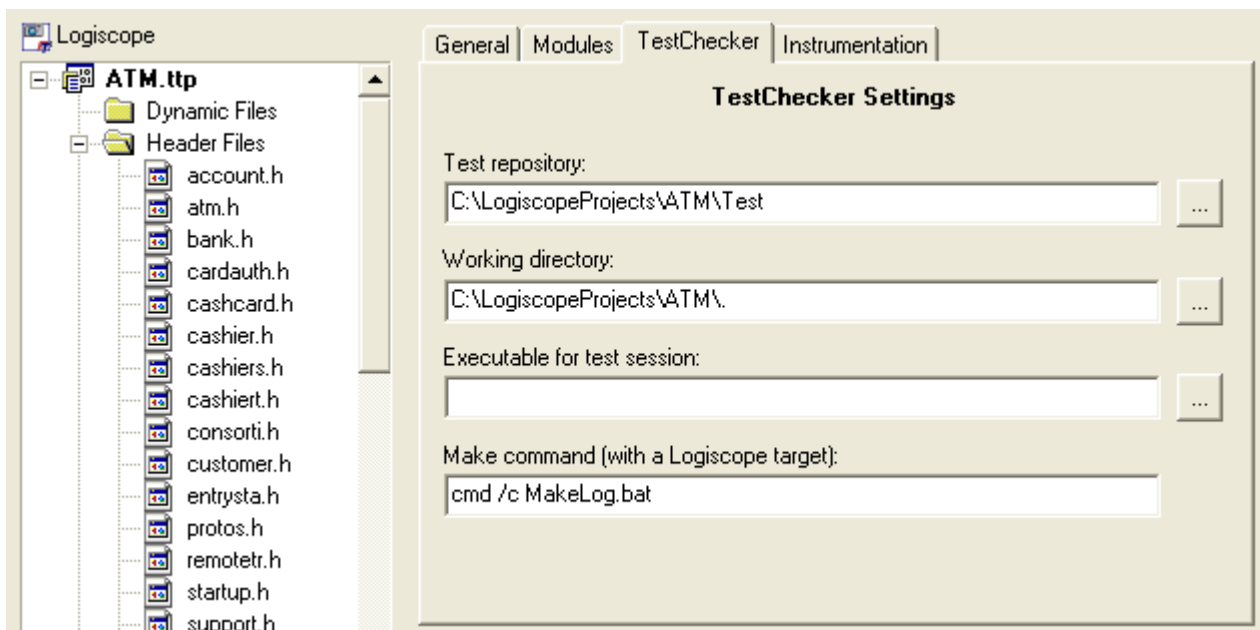 Logiscope
ATM.ttp
Dynamic Files
Header Files
account.h
atm.h
bank.h
cardauth.h
cashcard.h
cashier.h
cashiers.h
cashiert.h
consorti.h
customer.h
entrysta.h
protos.h
remotetr.h
startup.h
support.h
General Modules TestChecker Instrumentation
TestChecker Settings
Test repository:
C:\LogiscopeProjects\ATM\Test
...
Working directory:
C:\LogiscopeProjects\ATM\.
...
Executable for test session:
...
Make command (with a Logiscope target):
cmd /c MakeLog.bat